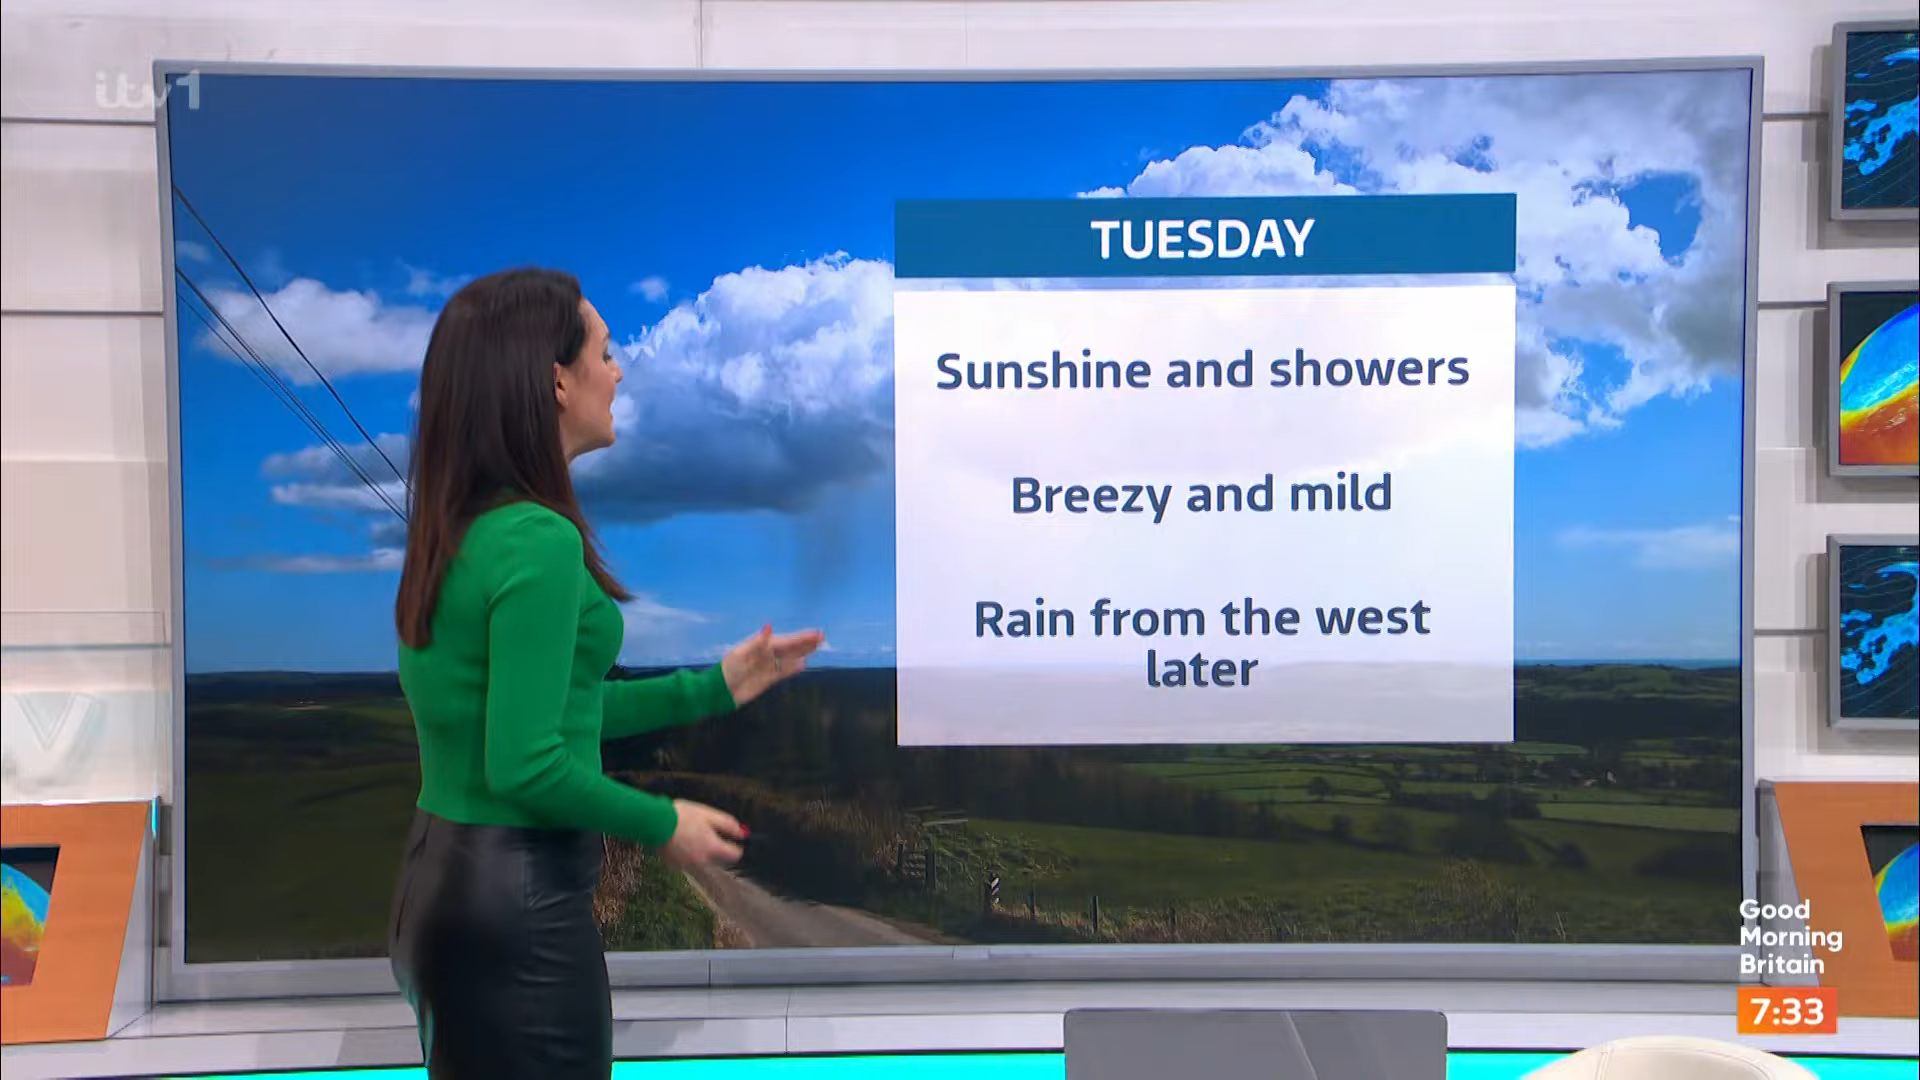 itv1
TUESDAY
Sunshine and showers
Breezy and mild
Rain from the west
later
Good
Morning
Britain
7:33